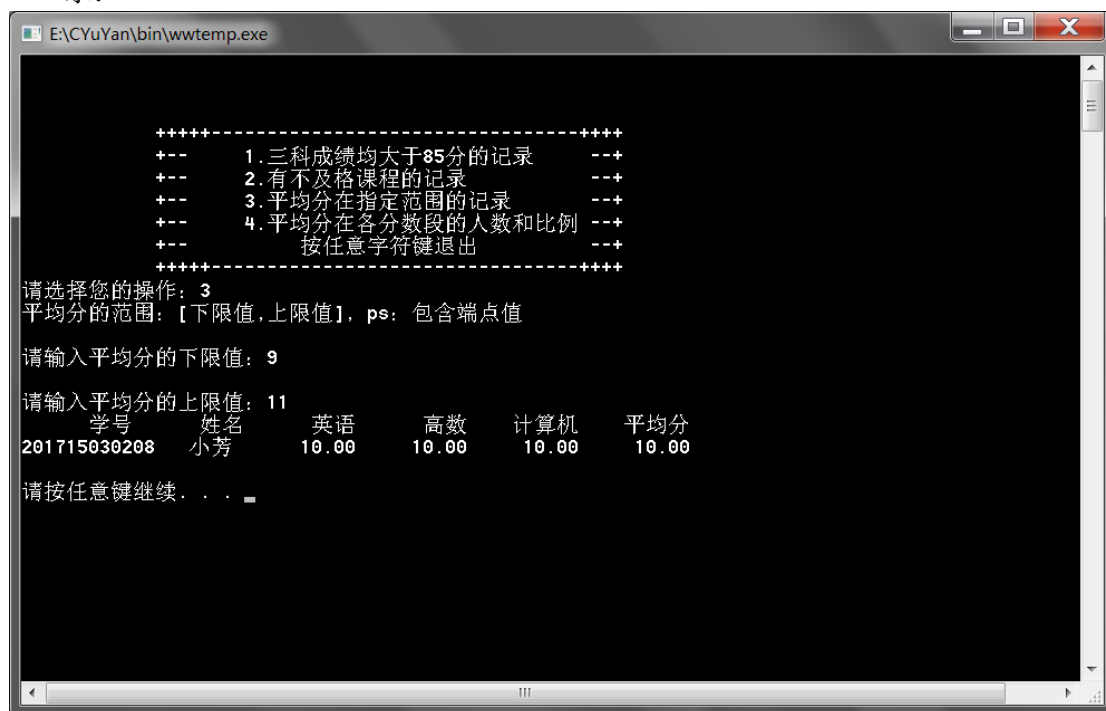 E:\CYuYan\bin\wwtemp.exe
+++++---------------------------------++++
+-- 1.三科成绩均大于85分的记录 --+
+-- 2.有不及格课程的记录 --+
+-- 3.平均分在指定范围的记录 --+
+-- 4.平均分在各分数段的人数和比例 --+
+-- 按任意字符键退出 --+
+++++---------------------------------++++
请选择您的操作：3
平均分的范围：[下限值,上限值]，ps：包含端点值
请输入平均分的下限值：9
请输入平均分的上限值：11
学号 姓名 英语 高数 计算机 平均分
201715030208 小芳 10.00 10.00 10.00 10.00
请按任意键继续. . .